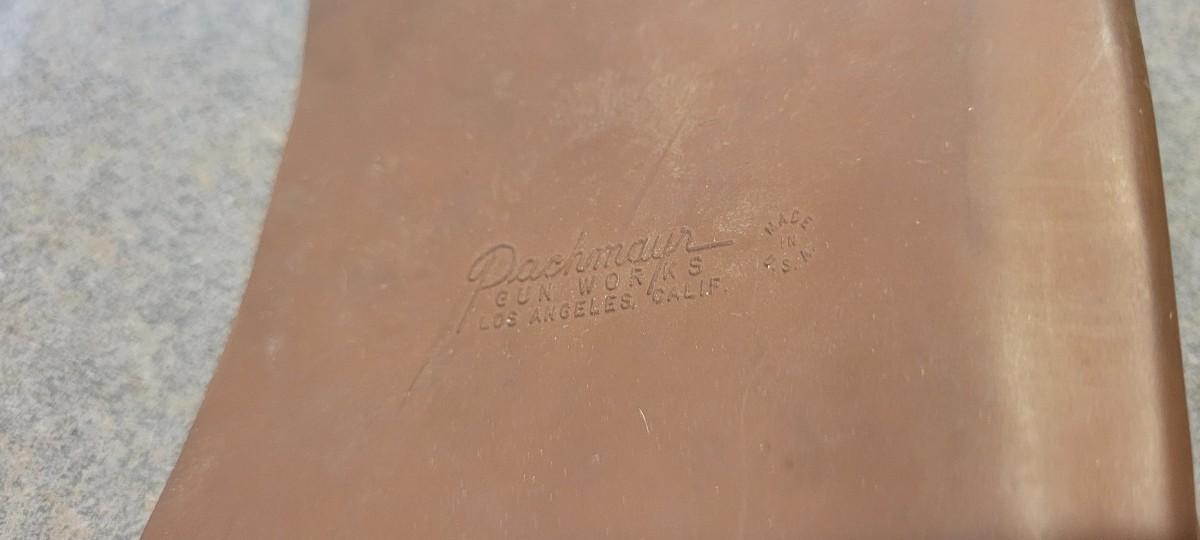 Pachmayr
GUN WORKS
LOS ANGELES, CALIF.
MADE
IN
U.S.A.